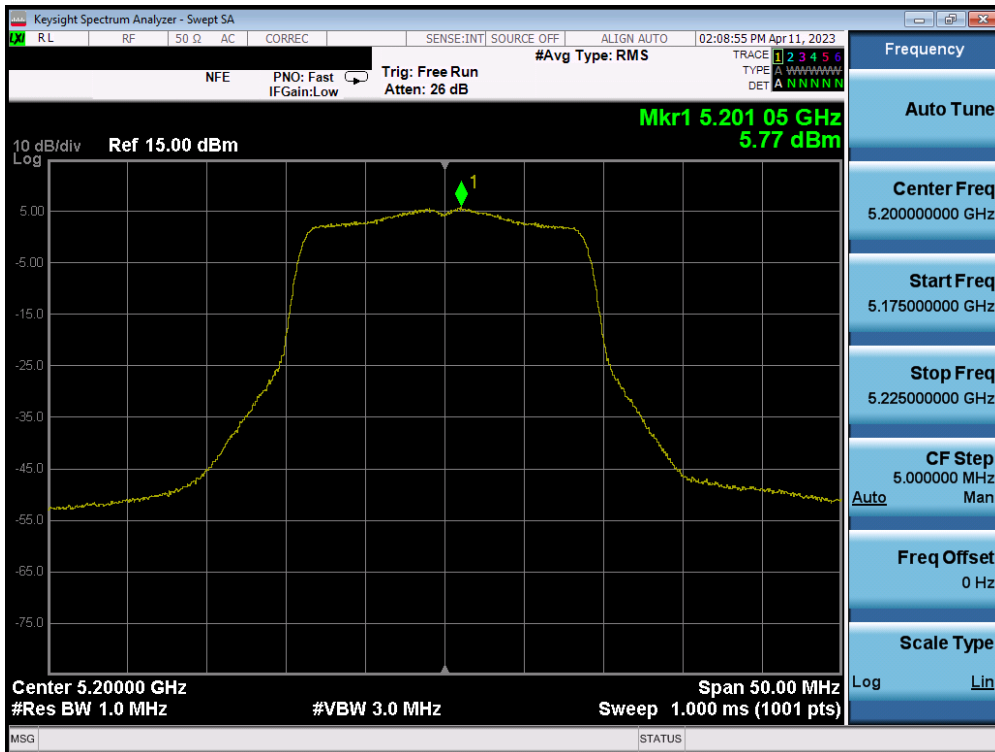 Keysight Spectrum Analyzer - Swept SA
LXI RL RF 50 Ω AC CORREC SENSE:INT SOURCE OFF ALIGN AUTO 02:08:55 PM Apr 11, 2023
#Avg Type: RMS
TRACE 1 2 3 4 5 6
TYPE A WWWWW
DET A N N N N N
NFE
PNO: Fast
IFGain:Low
Trig: Free Run
Atten: 26 dB
Mkr1 5.201 05 GHz
5.77 dBm
10 dB/div
Log
Ref 15.00 dBm
1
5.00
-5.00
-15.0
-25.0
-35.0
-45.0
-55.0
-65.0
-75.0
Center 5.20000 GHz
Span 50.00 MHz
#Res BW 1.0 MHz
#VBW 3.0 MHz
Sweep 1.000 ms (1001 pts)
MSG
STATUS
Frequency
Auto Tune
Center Freq
5.200000000 GHz
Start Freq
5.175000000 GHz
Stop Freq
5.225000000 GHz
CF Step
5.000000 MHz
Auto Man
Freq Offset
0 Hz
Scale Type
Log Lin